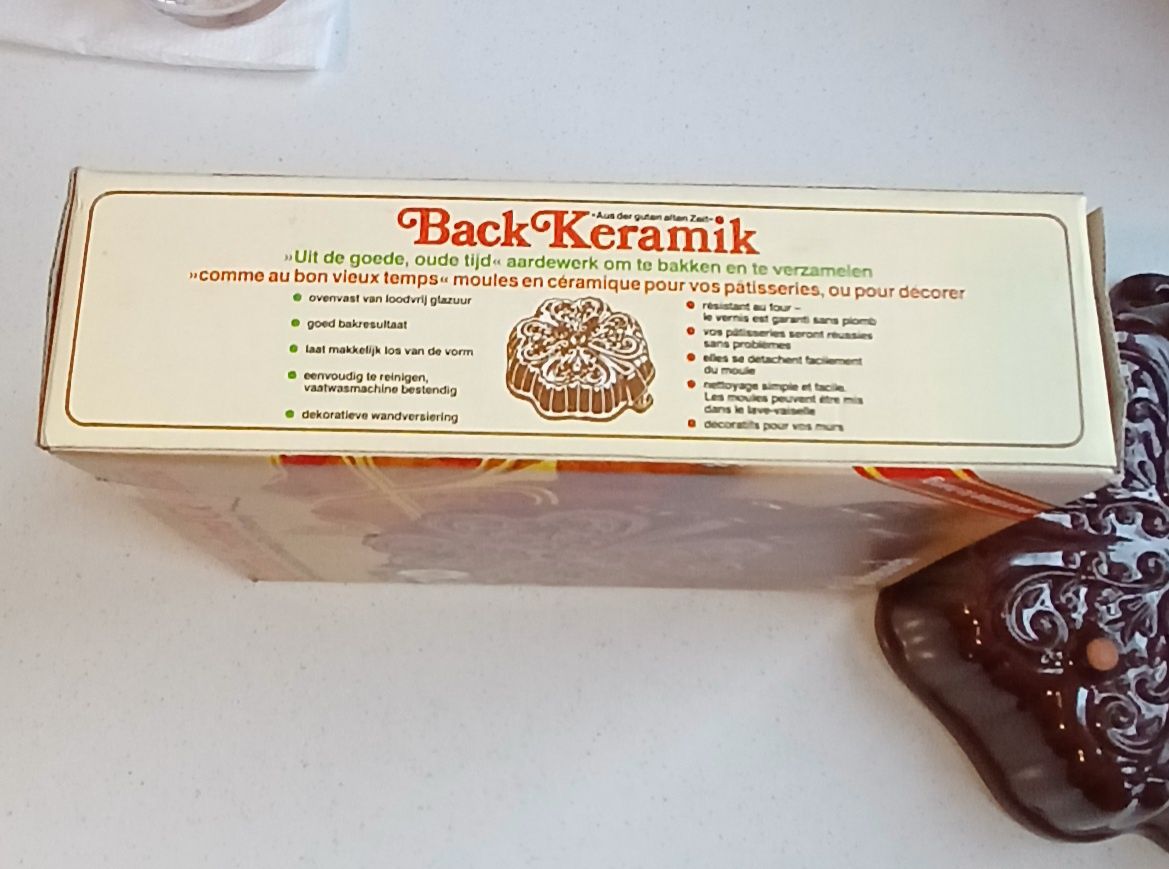 »Aus der guten alten Zeit«
BackKeramik
»Uit de goede, oude tijd« aardewerk om te bakken en te verzamelen
»comme au bon vieux temps« moules en céramique pour vos pâtisseries, ou pour décorer
ovenvast van loodvrij glazuur
goed bakresultaat
laat makkelijk los van de vorm
eenvoudig te reinigen,
vaatwasmachine bestendig
dekoratieve wandversiering
résistant au four –
le vernis est garanti sans plomb
vos pâtisseries seront réussies
sans problèmes
elles se détachent facilement
du moule
nettoyage simple et facile.
Les moules peuvent être mis
dans le lave-vaiselle
décoratifs pour vos murs